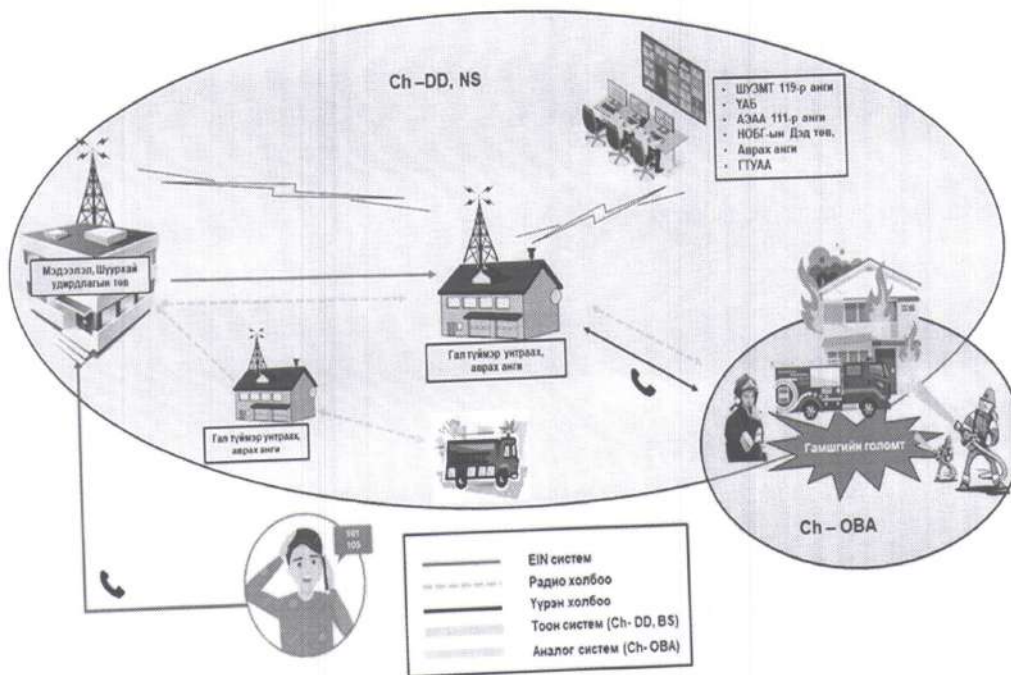 Ch –DD, NS
• ШУЗМТ 119-р анги
• ҮАБ
• АЭАА 111-р анги
• НОБГ-ын Дэд төв,
• Аврах анги
• ГТУАА
Мэдээлэл, Шуурхай
удирдлагын төв
Гал түймэр унтраах,
аврах анги
Гал түймэр унтраах,
аврах анги
Гамшгийн голомт
Ch – OBA
101
105
EIN систем
Радио холбоо
Үүрэн холбоо
Тоон систем (Ch- DD, BS)
Аналог систем (Ch- OBA)